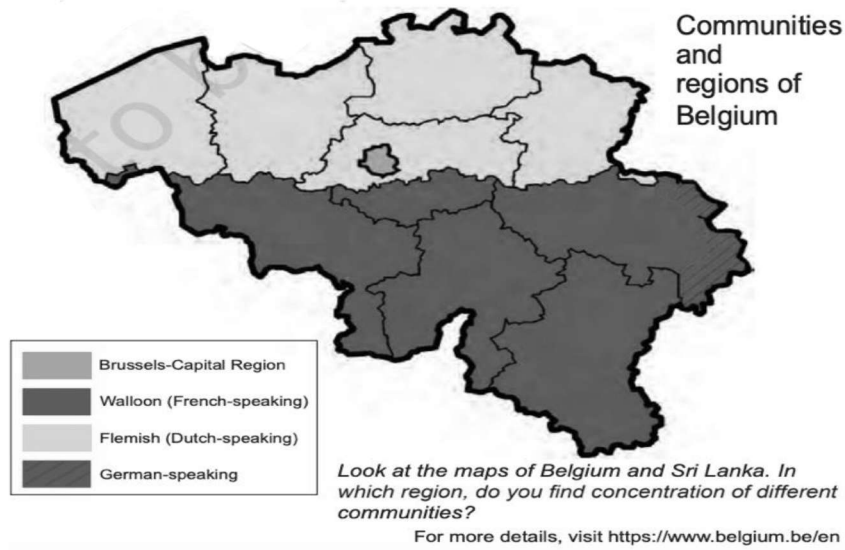 Communities
and
regions of
Belgium
to b
Brussels-Capital Region
Walloon (French-speaking)
Flemish (Dutch-speaking)
German-speaking
Look at the maps of Belgium and Sri Lanka. In
which region, do you find concentration of different
communities?
For more details, visit https://www.belgium.be/en